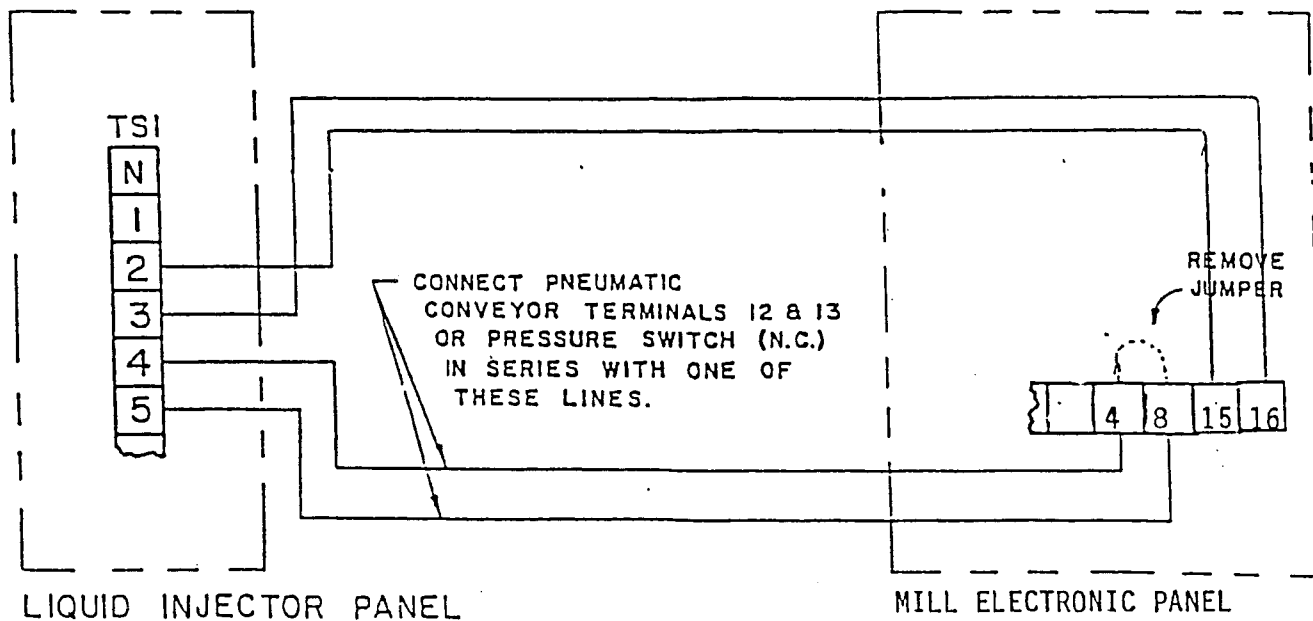 TS1
N
1
2
3
4
5
CONNECT PNEUMATIC
CONVEYOR TERMINALS 12 & 13
OR PRESSURE SWITCH (N.C.)
IN SERIES WITH ONE OF
THESE LINES.
REMOVE
JUMPER
4 8 15 16
LIQUID INJECTOR PANEL
MILL ELECTRONIC PANEL